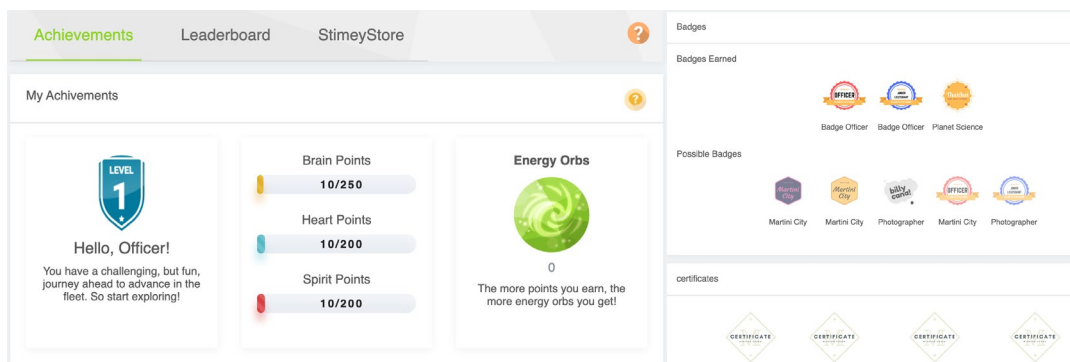 Achievements Leaderboard StimeyStore ?
My Achivements ?
LEVEL
1
Hello, Officer!
You have a challenging, but fun,
journey ahead to advance in the
fleet. So start exploring!
Brain Points
10/250
Heart Points
10/200
Spirit Points
10/200
Energy Orbs
0
The more points you earn, the
more energy orbs you get!
Badges
Badges Earned
OFFICER
Badge Officer Badge Officer Planet Science
Possible Badges
Martini City
Martini City
billy
OFFICER
Martini City Martini City Photographer Martini City Photographer
certificates
CERTIFICATE CERTIFICATE CERTIFICATE CERTIFICATE